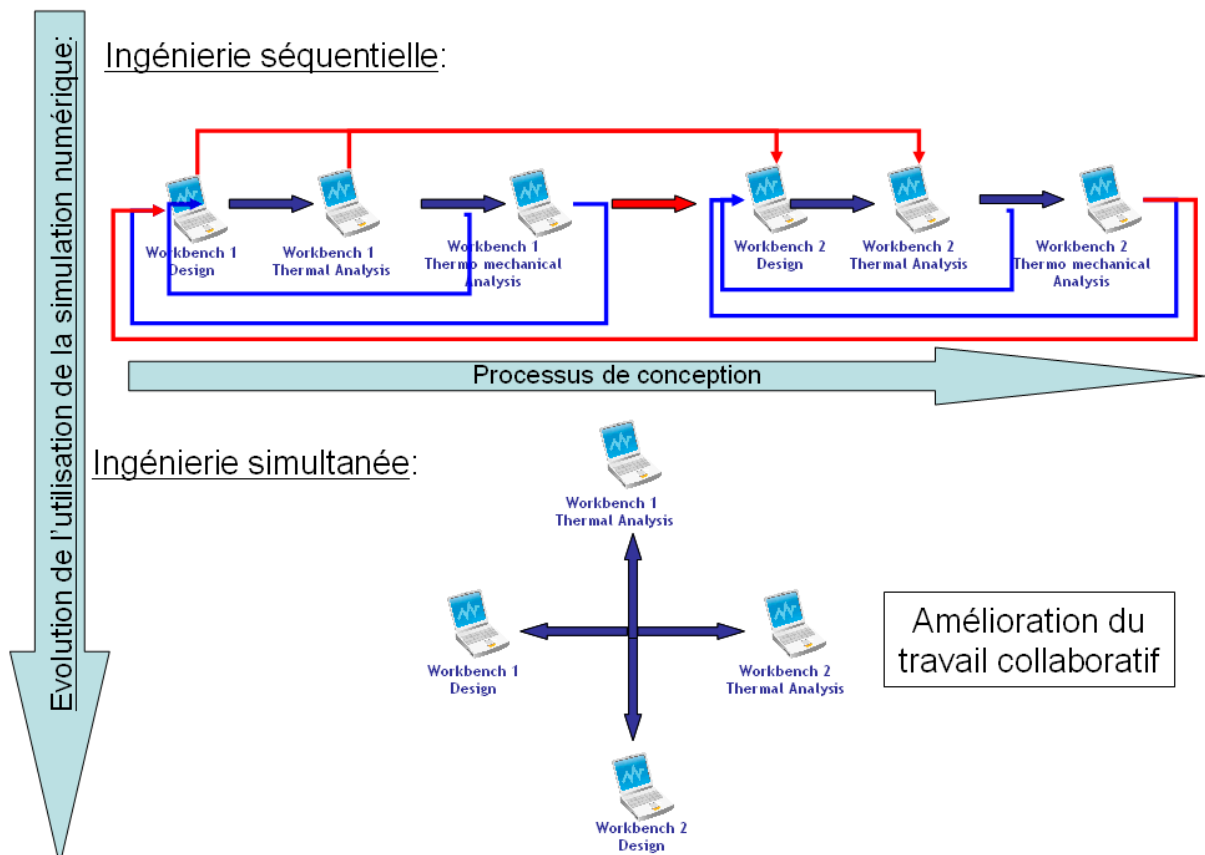 Evolution de l'utilisation de la simulation numérique:
Ingénierie séquentielle:
Workbench 1
Design
Workbench 1
Thermal Analysis
Workbench 1
Thermo mechanical
Analysis
Workbench 2
Design
Workbench 2
Thermal Analysis
Workbench 2
Thermo mechanical
Analysis
Processus de conception
Ingénierie simultanée:
Workbench 1
Thermal Analysis
Workbench 1
Design
Workbench 2
Thermal Analysis
Amélioration du
travail collaboratif
Workbench 2
Design